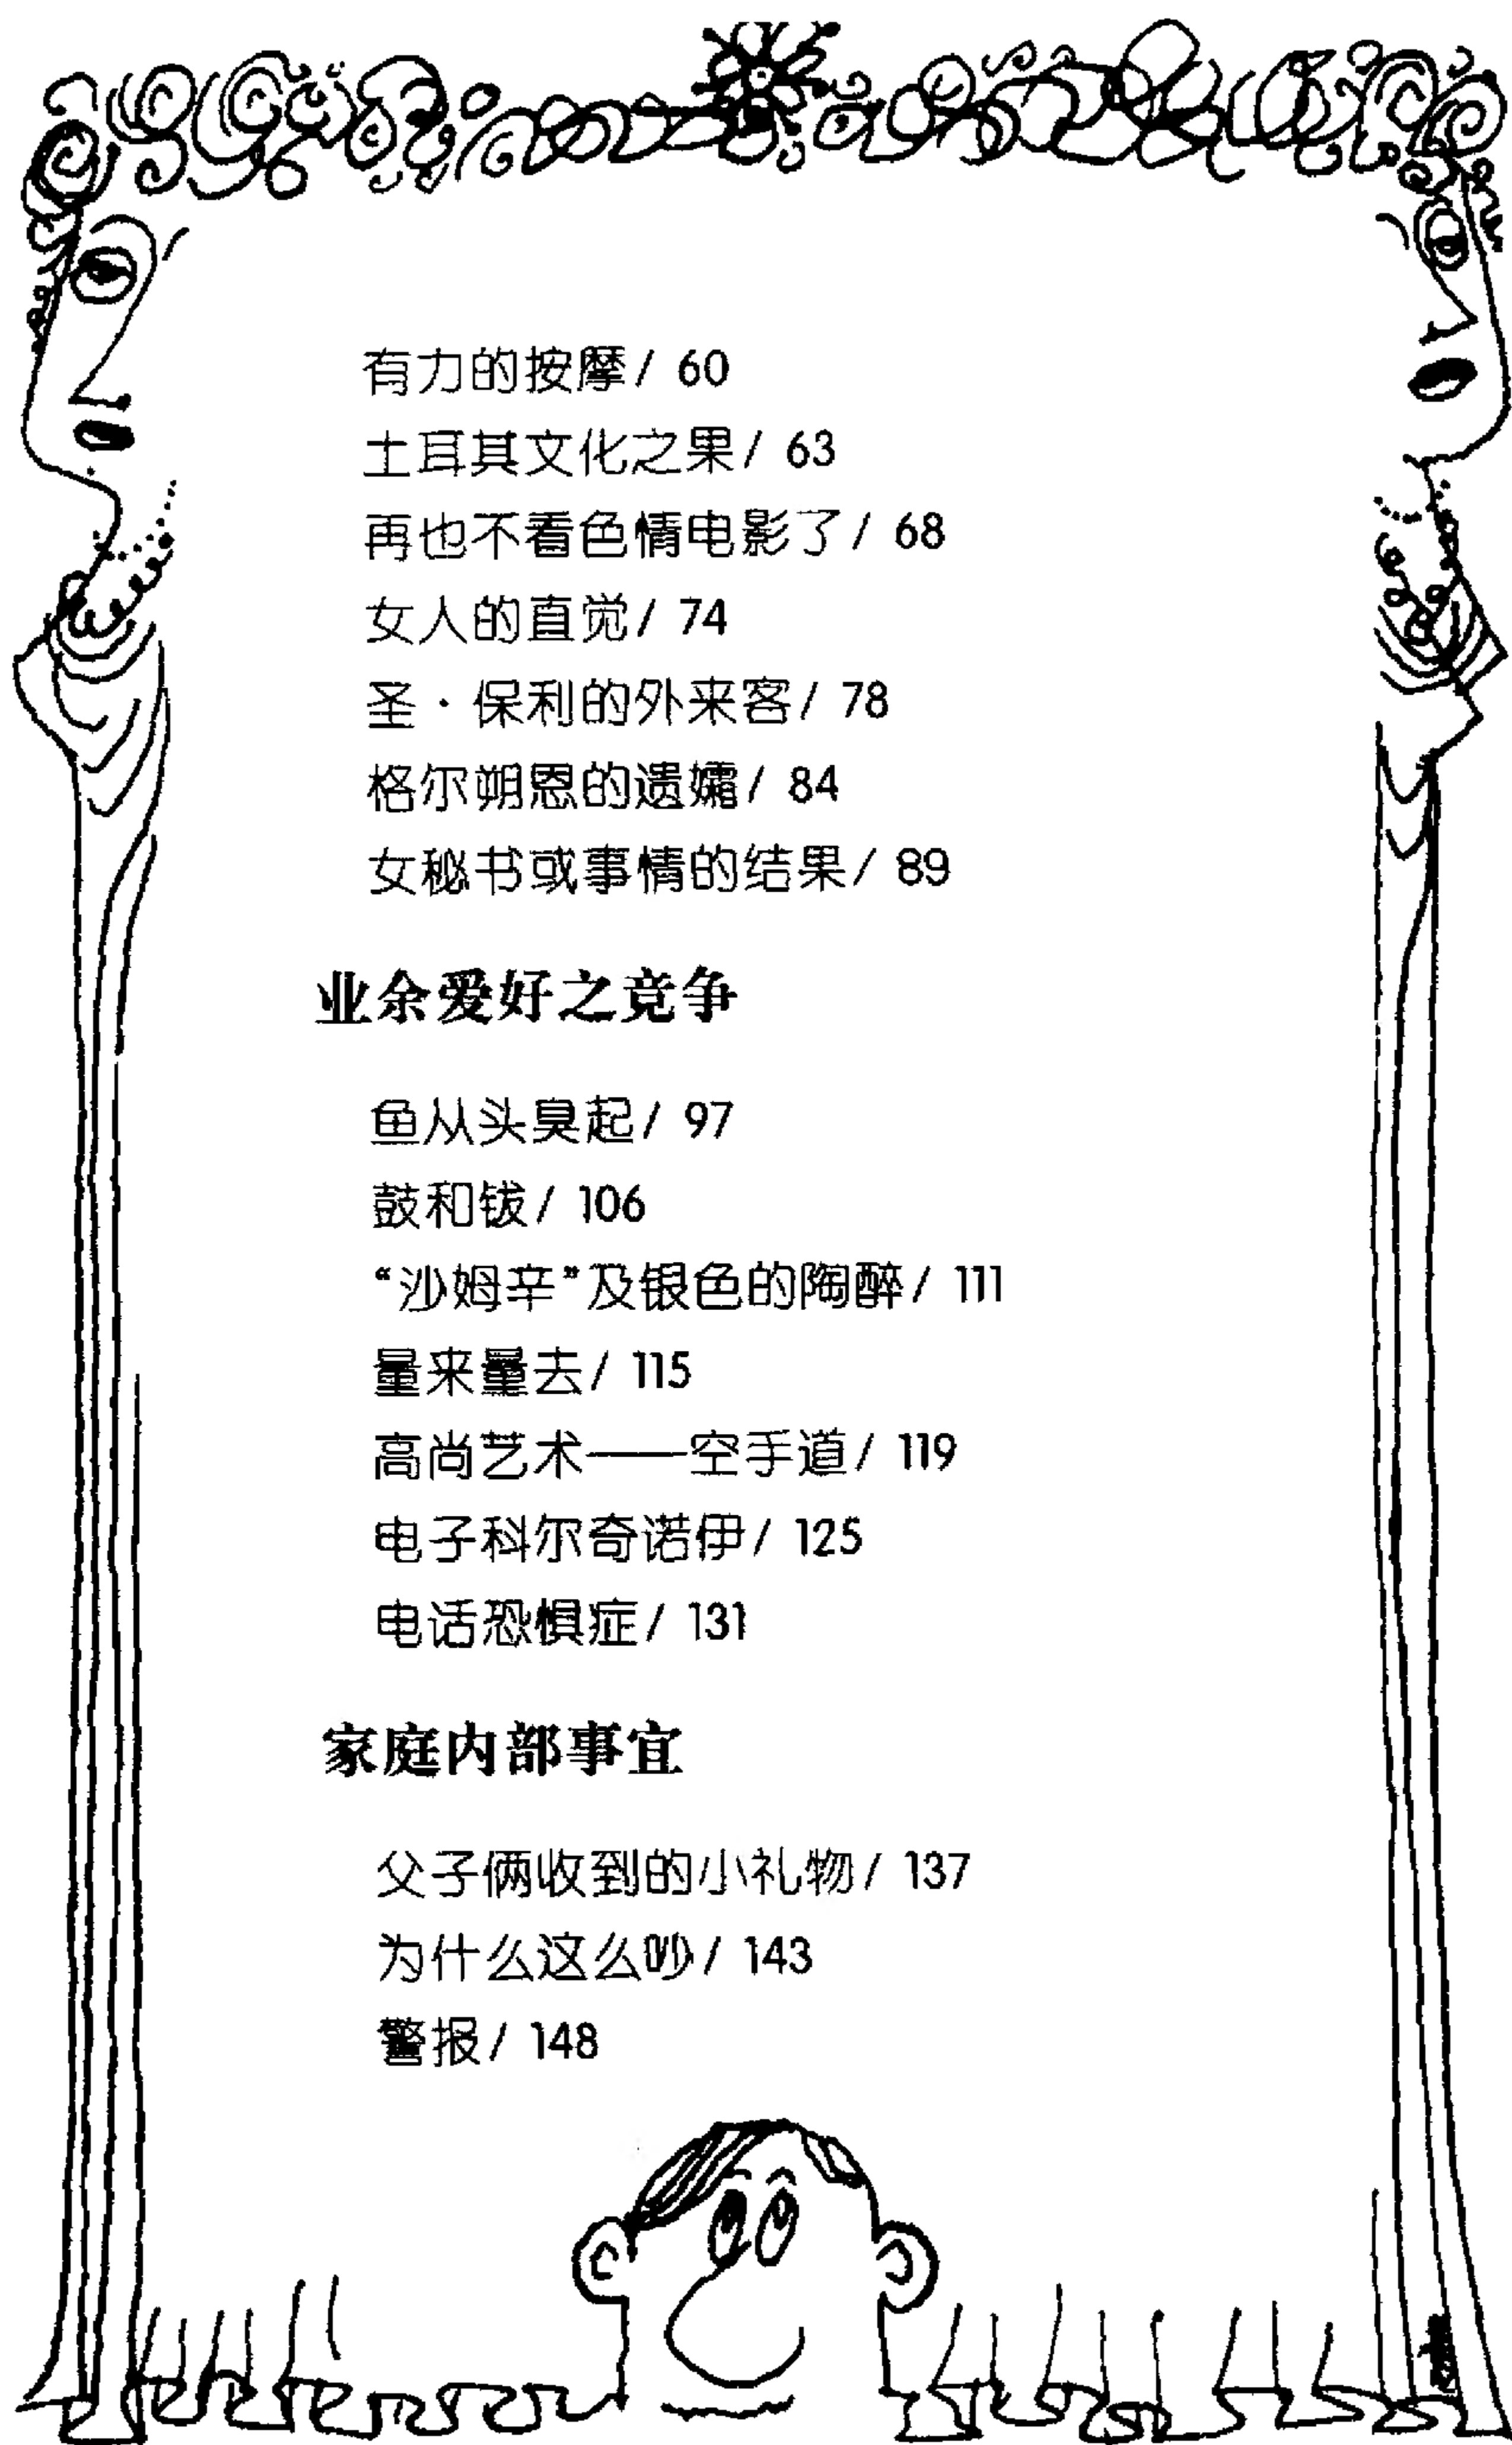 有力的按摩/ 60
土耳其文化之果/ 63
再也不看色情电影了/ 68
女人的直觉/ 74
圣·保利的外来客/ 78
格尔朔恩的遗孀/ 84
女秘书或事情的结果/ 89
业余爱好之竞争
鱼从头臭起/ 97
鼓和钹/ 106
“沙姆辛”及银色的陶醉/ 111
量来量去/ 115
高尚艺术——空手道/ 119
电子科尔奇诺伊/ 125
电话恐惧症/ 131
家庭内部事宜
父子俩收到的小礼物/ 137
为什么这么吵/ 143
警报/ 148